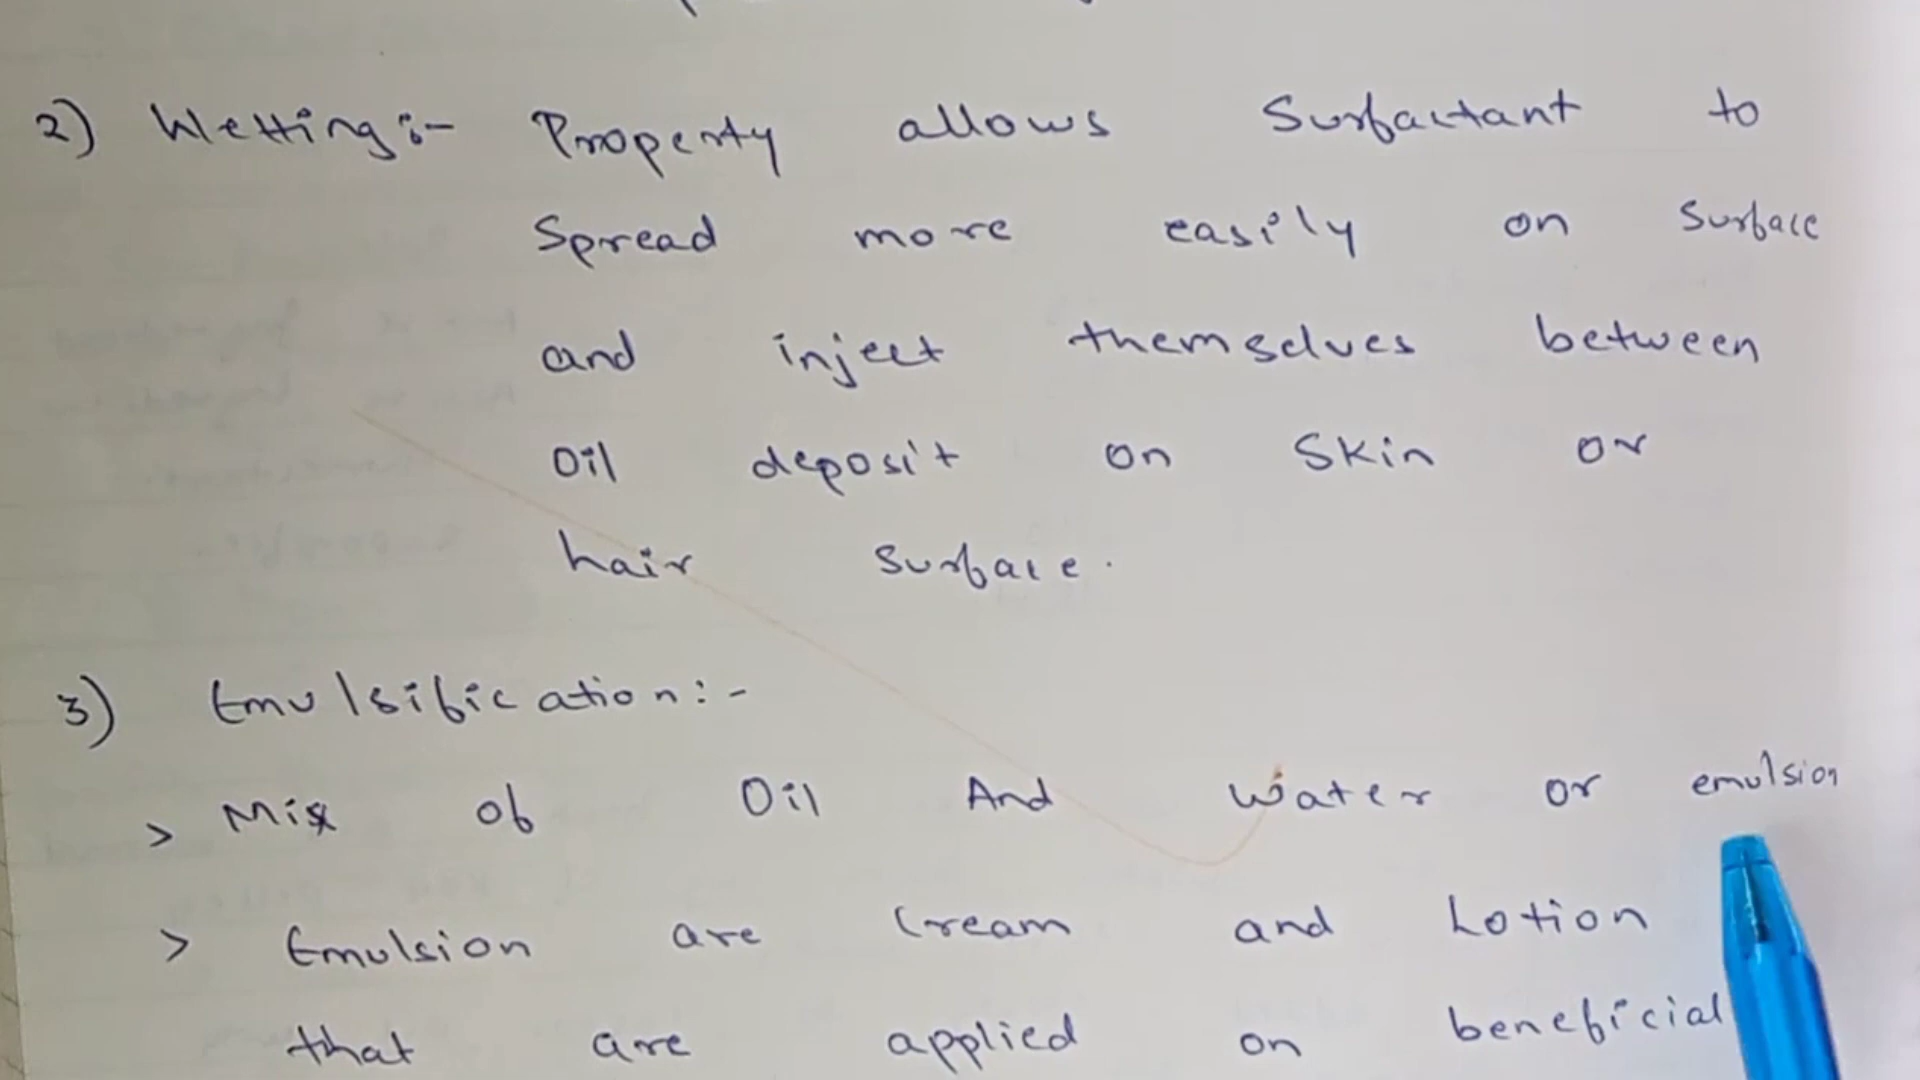 2) Wetting:- Property allows Surfactant to
Spread more easily on Surface
and inject themselves between
Oil deposit on Skin or
hair surface.
3) Emulsification:-
> Mix of Oil And Water or emulsion
> Emulsion are Cream and Lotion
that are applied on beneficial